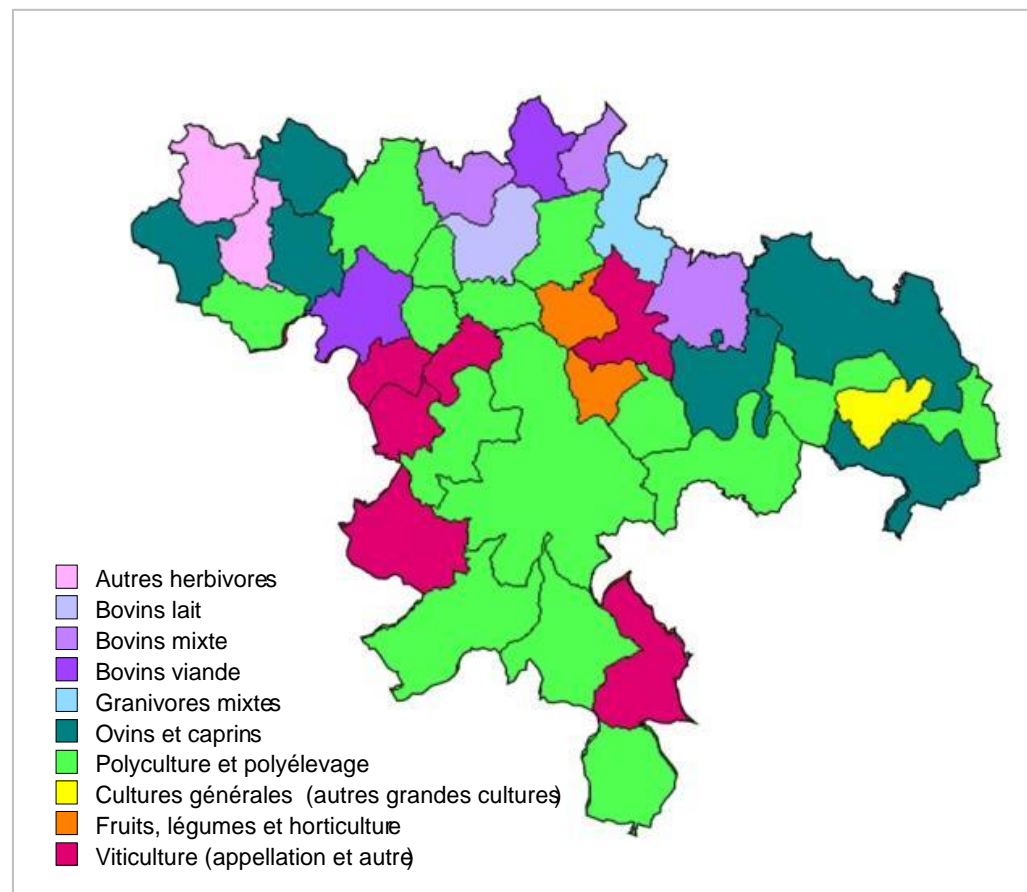 Autres herbivores
Bovins lait
Bovins mixte
Bovins viande
Granivores mixtes
Ovins et caprins
Polyculture et polyélevage
Cultures générales (autres grandes cultures)
Fruits, légumes et horticulture
Viticulture (appellation et autre)